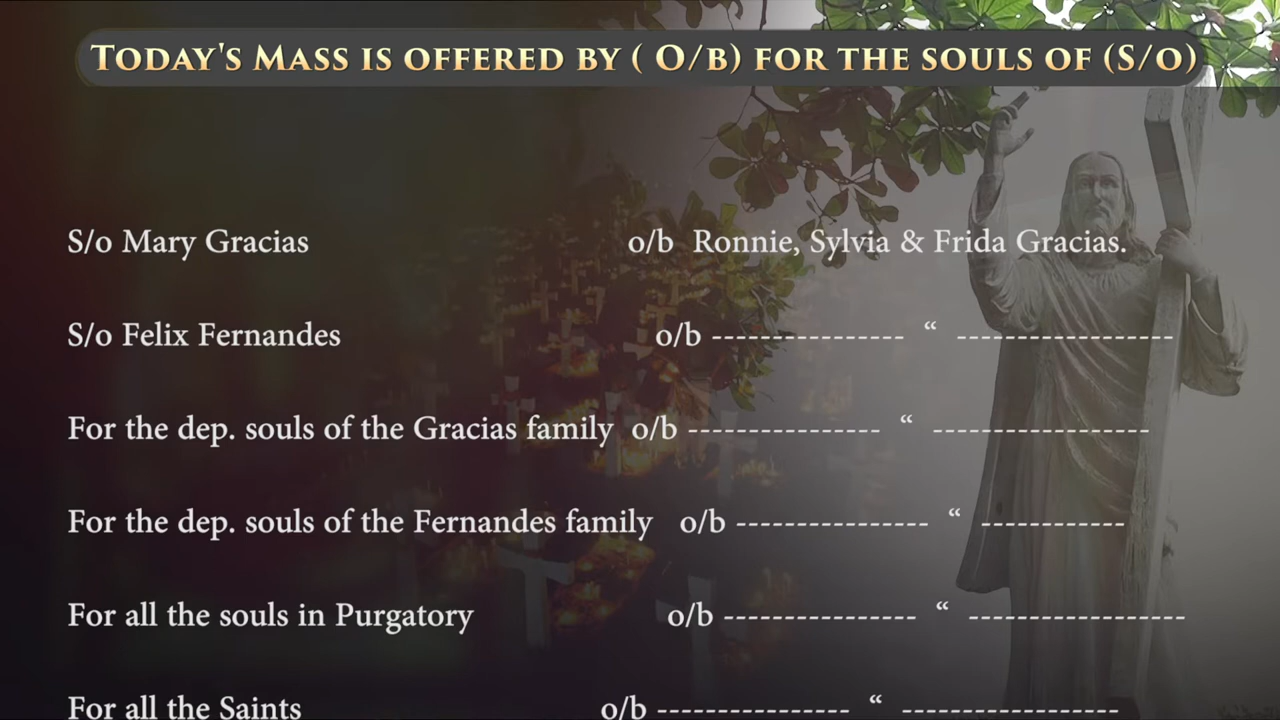 TODAY'S MASS IS OFFERED BY ( O/B) FOR THE SOULS OF (S/O)
S/o Mary Gracias o/b Ronnie, Sylvia & Frida Gracias.
S/o Felix Fernandes o/b ---------------- “ ------------------
For the dep. souls of the Gracias family o/b ---------------- “ ------------------
For the dep. souls of the Fernandes family o/b ---------------- “ ------------
For all the souls in Purgatory o/b ---------------- “ ------------------
For all the Saints o/b ---------------- “ ------------------